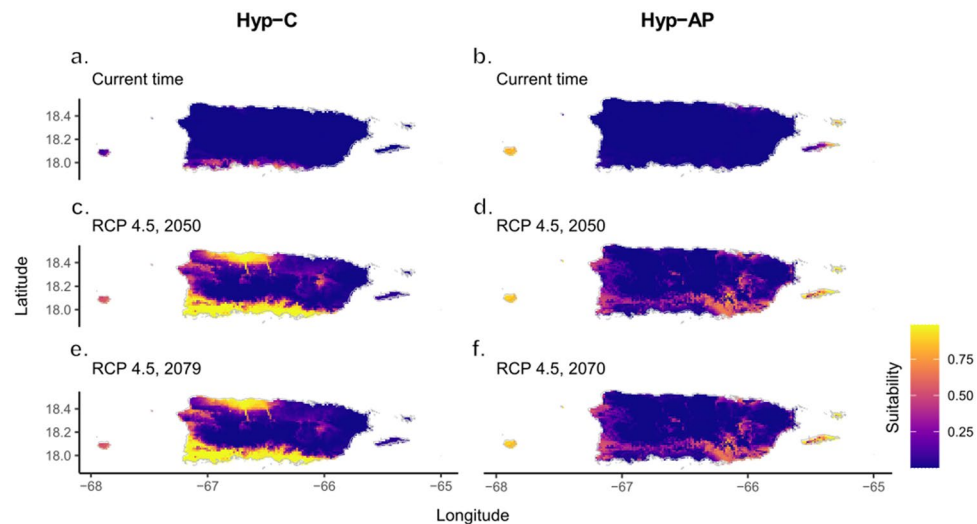 Hyp−C
Hyp−AP
a.
Current time
b.
Current time
18.4
18.2
18.0
c.
RCP 4.5, 2050
d.
RCP 4.5, 2050
18.4
18.2
18.0
Latitude
e.
RCP 4.5, 2079
f.
RCP 4.5, 2070
18.4
18.2
18.0
−68
−67
−66
−65
−68
−67
−66
−65
Longitude
Suitability
0.75
0.50
0.25